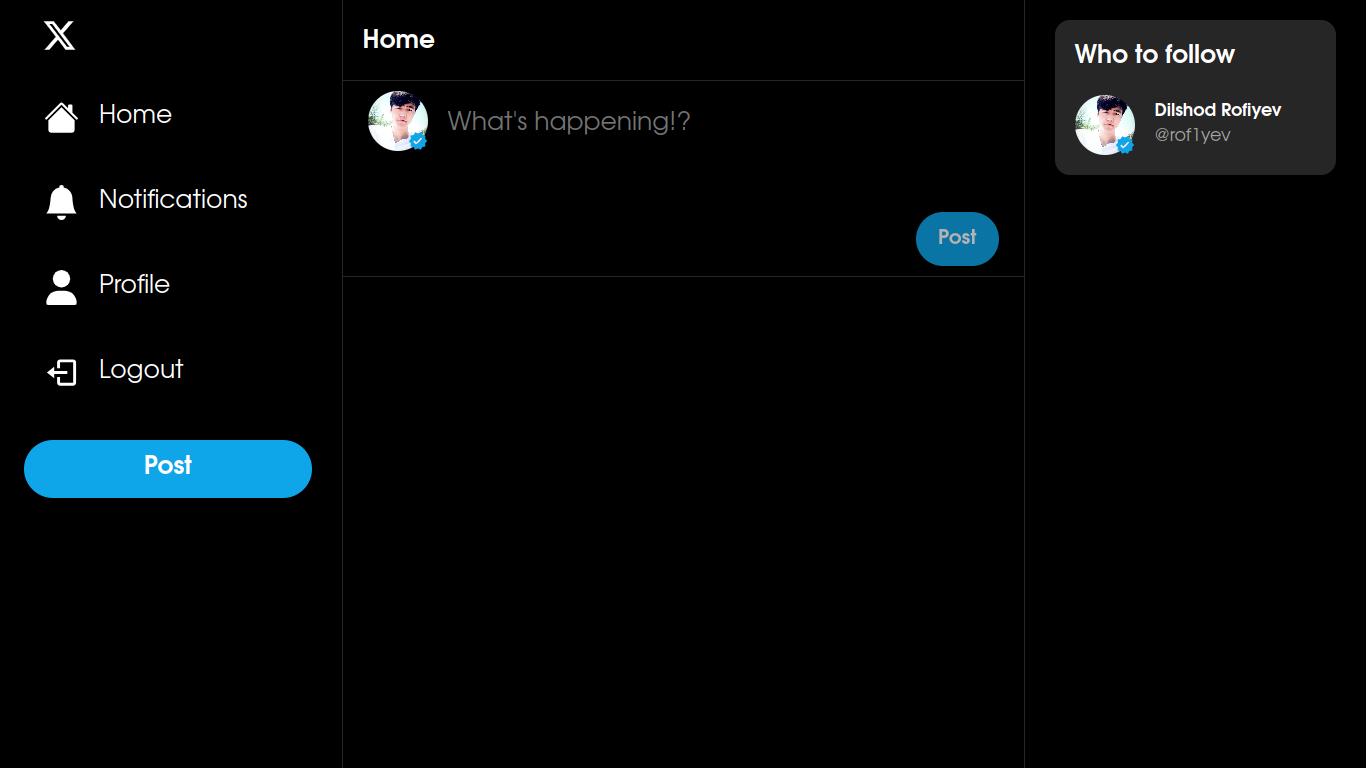 Home
Notifications
Profile
Logout
Post
Home
What's happening!?
Post
Who to follow
Dilshod Rofiyev
@rof1yev